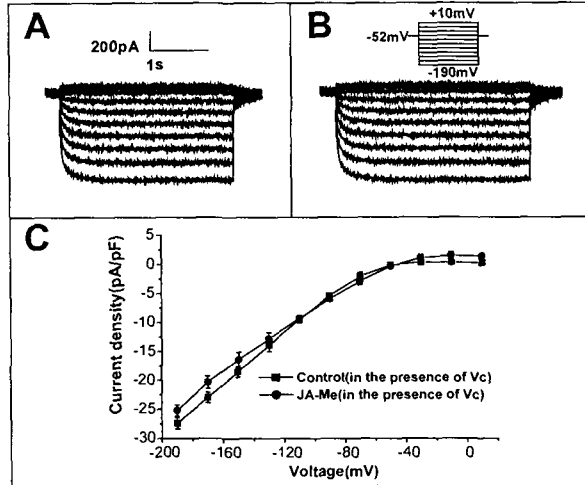 A
200pA
1s
B
+10mV
-52mV
-190mV
C
Current density(pA/pF)
5
0
-5
-10
-15
-20
-25
-30
Control(in the presence of Vc)
JA-Me(in the presence of Vc)
-200
-160
-120
-80
-40
0
Voltage(mV)